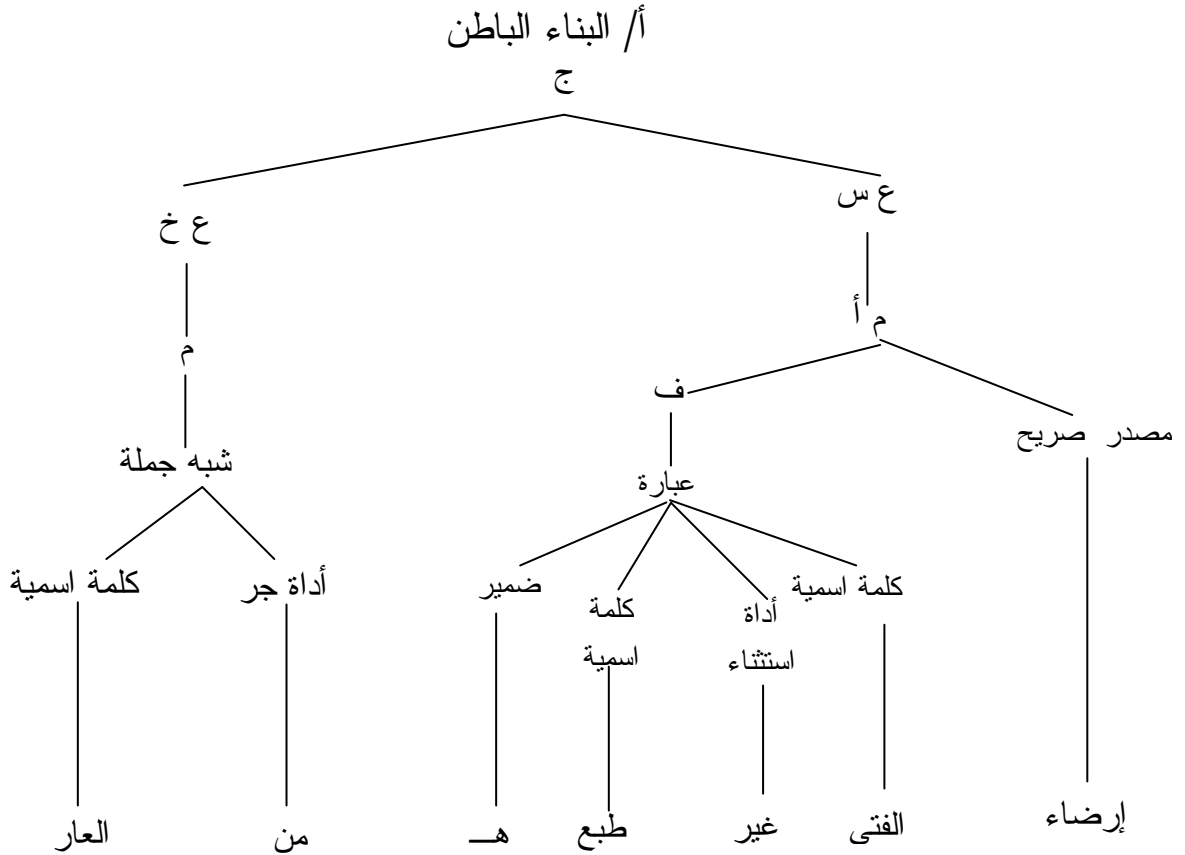 أ/ البناء الباطن
ج
ع س
ع خ
م أ
م
ف
مصدر صريح
شبه جملة
عبارة
كلمة اسمية
أداة
استثناء
كلمة
اسمية
ضمير
أداة جر
كلمة اسمية
إرضاء
الفتى
غير
طبع
هـــ
من
العار